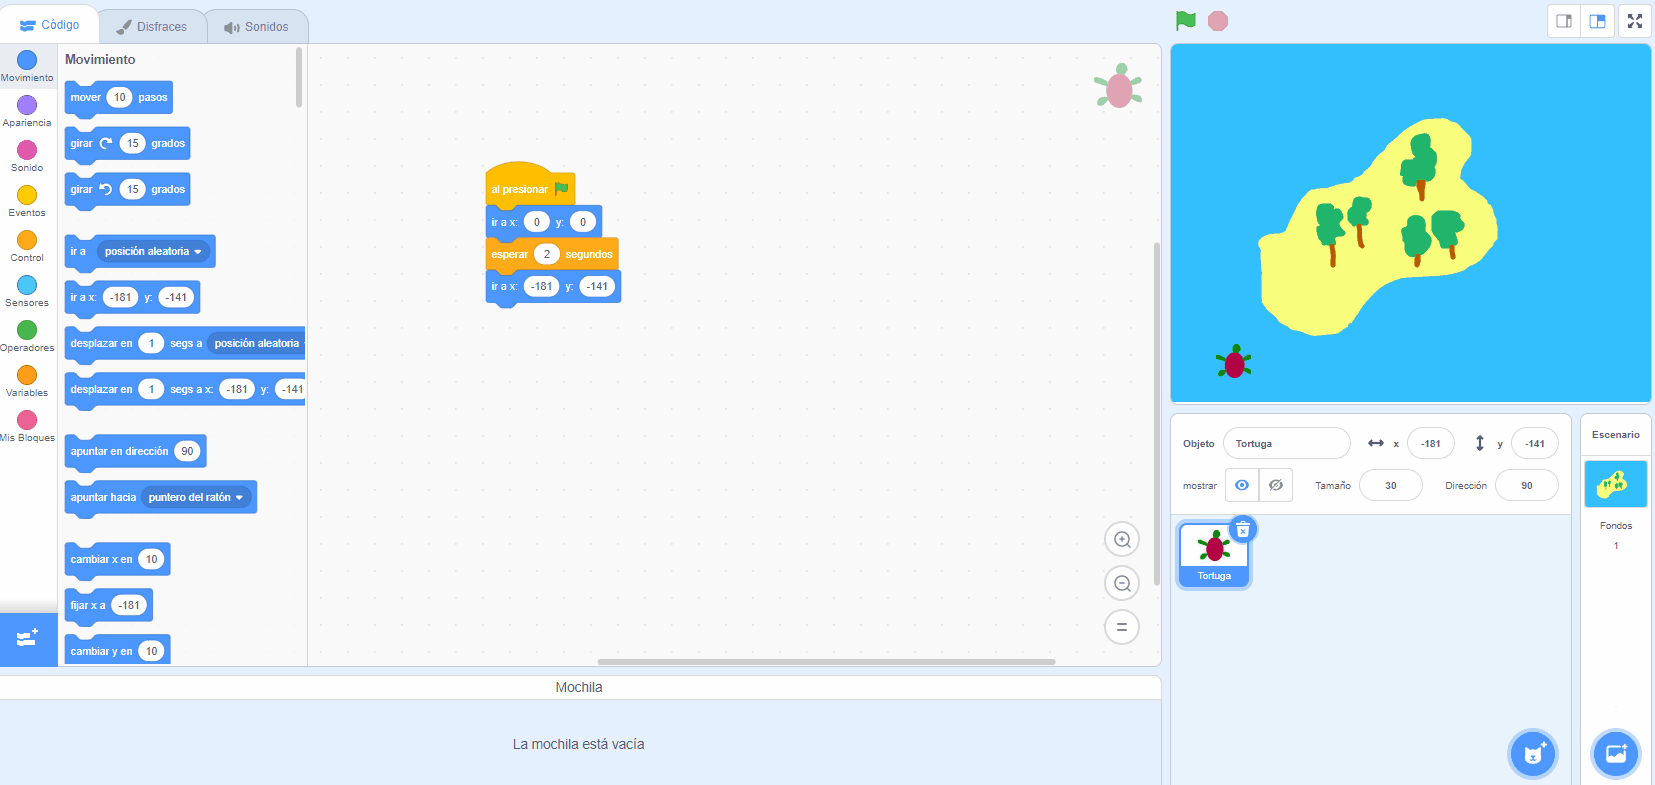 Código
Disfraces
Sonidos
Movimiento
Apariencia
Sonido
Eventos
Control
Sensores
Operadores
Variables
Mis Bloques
Movimiento
mover 10 pasos
girar 15 grados
girar 15 grados
ir a posición aleatoria
ir a x: -181 y: -141
desplazar en 1 segs a posición aleatoria
desplazar en 1 segs a x: -181 y: -141
apuntar en dirección 90
apuntar hacia puntero del ratón
cambiar x en 10
fijar x a -181
cambiar y en 10
al presionar
ir a x: 0 y: 0
esperar 2 segundos
ir a x: -181 y: -141
Objeto Tortuga x -181 y -141
mostrar Tamaño 30 Dirección 90
Tortuga
Escenario
Fondos
1
Mochila
La mochila está vacía